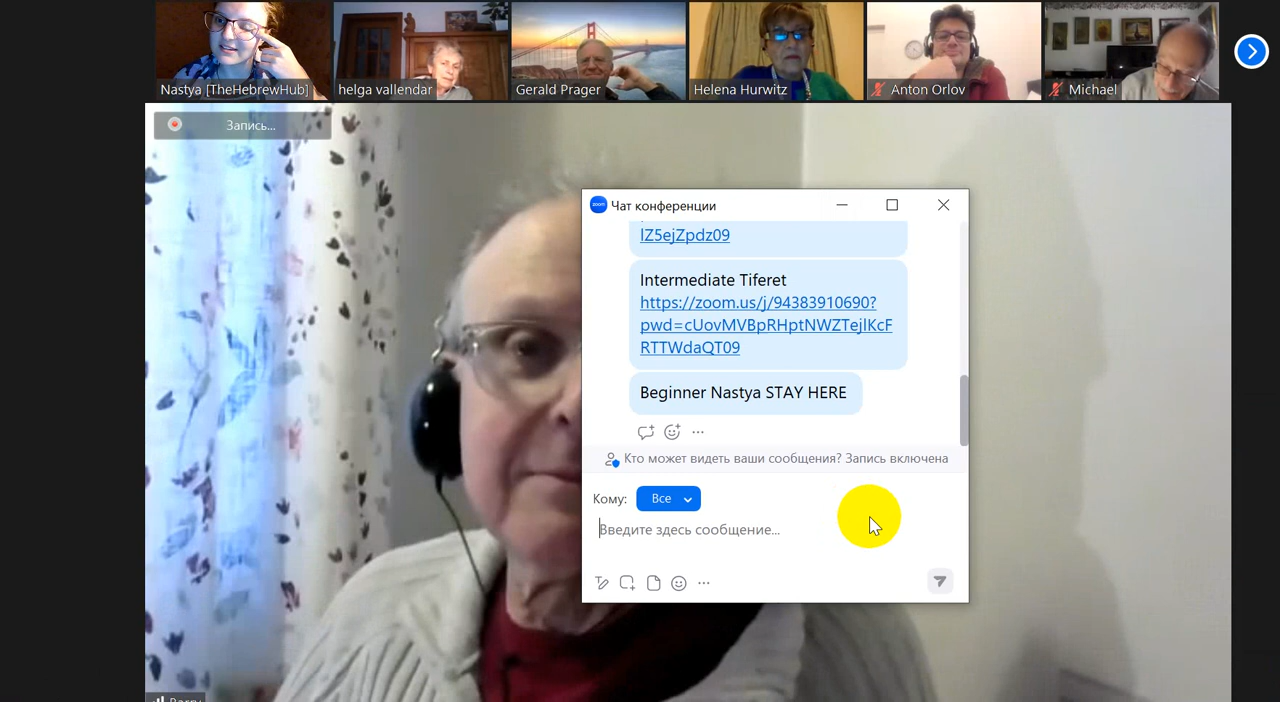 Nastya [TheHebrewHub]
helga vallendar
Gerald Prager
Helena Hurwitz
Anton Orlov
Michael
Запись...
zoom
Чат конференции
lZ5ejZpdz09
Intermediate Tiferet
https://zoom.us/j/94383910690?
pwd=cUovMVBpRHptNWZTejlKcF
RTTWdaQT09
Beginner Nastya STAY HERE
Кто может видеть ваши сообщения? Запись включена
Кому:
Все
Введите здесь сообщение...